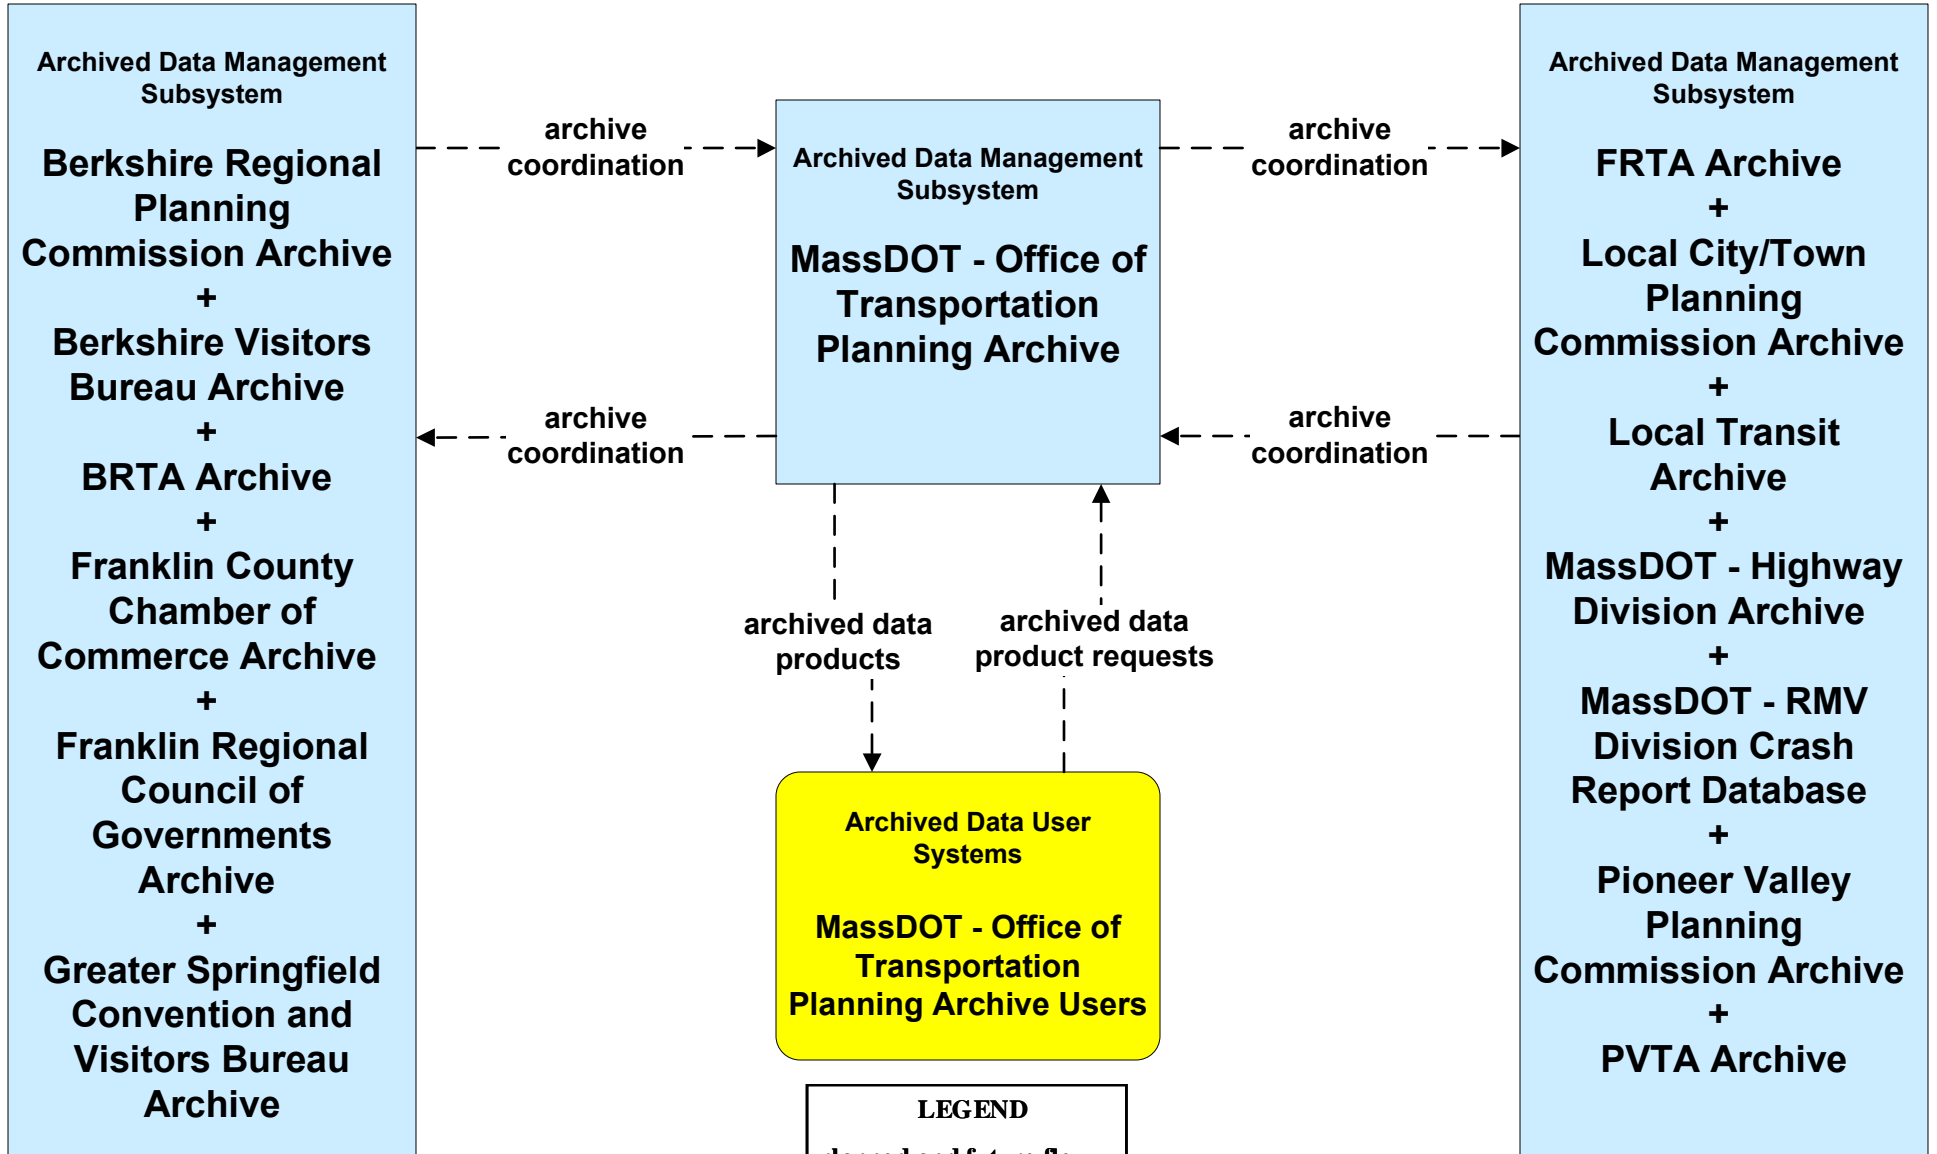 Archived Data Management
Subsystem
Berkshire Regional
Planning
Commission Archive
+
Berkshire Visitors
Bureau Archive
+
BRTA Archive
+
Franklin County
Chamber of
Commerce Archive
+
Franklin Regional
Council of
Governments
Archive
+
Greater Springfield
Convention and
Visitors Bureau
Archive
archive
coordination
archive
coordination
Archived Data Management
Subsystem
MassDOT - Office of
Transportation
Planning Archive
archive
coordination
archive
coordination
archived data
products
archived data
product requests
Archived Data User
Systems
MassDOT - Office of
Transportation
Planning Archive Users
LEGEND
planned and future
Archived Data Management
Subsystem
FRTA Archive
+
Local City/Town
Planning
Commission Archive
+
Local Transit
Archive
+
MassDOT - Highway
Division Archive
+
MassDOT - RMV
Division Crash
Report Database
+
Pioneer Valley
Planning
Commission Archive
+
PVTA Archive